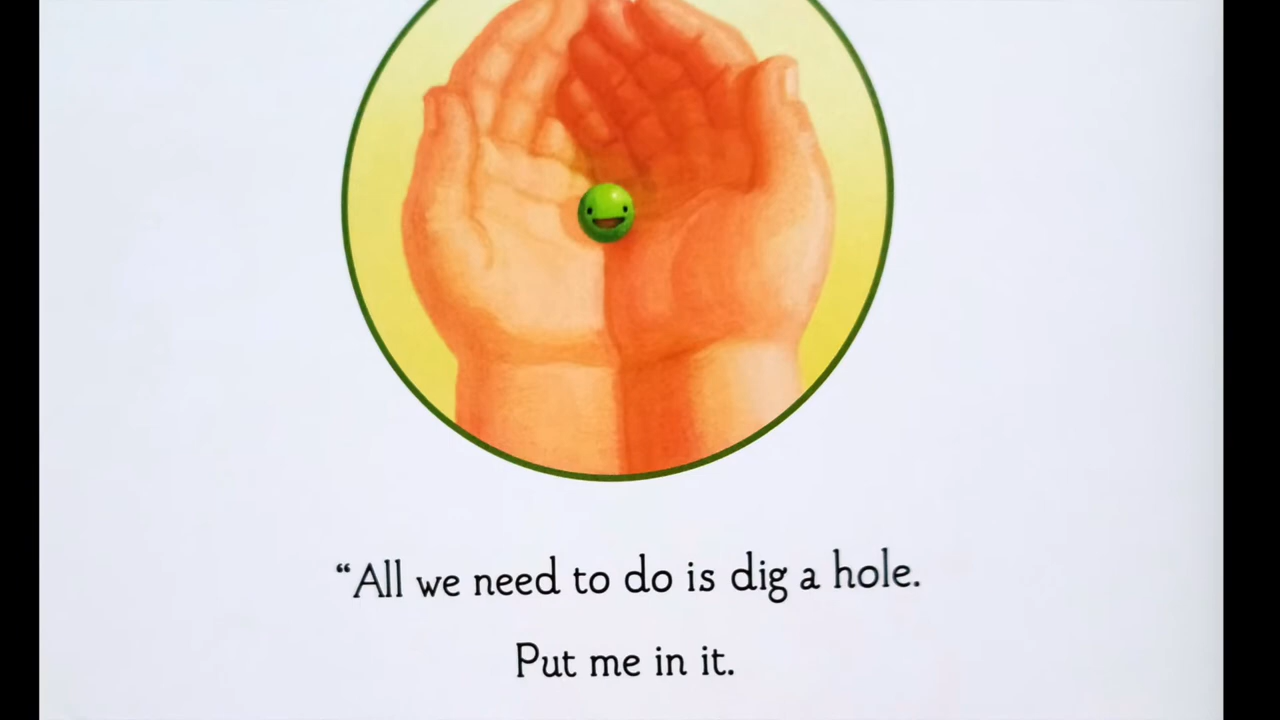 “All we need to do is dig a hole.
Put me in it.